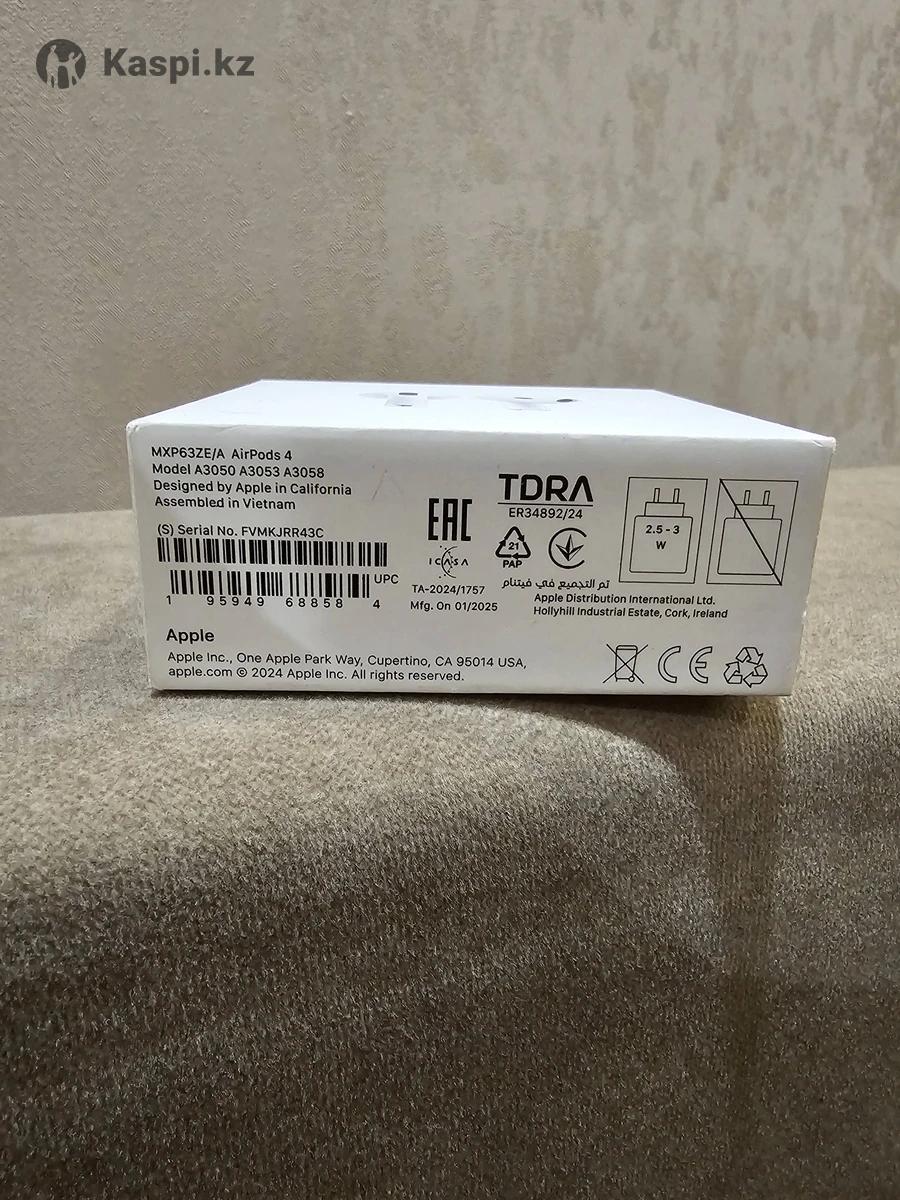 Kaspi.kz
MXP63ZE/A AirPods 4
Model A3050 A3053 A3058
Designed by Apple in California
Assembled in Vietnam
(S) Serial No. FVMKJRR43C
UPC
1 95949 68858 4
Apple
Apple Inc., One Apple Park Way, Cupertino, CA 95014 USA,
apple.com © 2024 Apple Inc. All rights reserved.
EAC
ICASA
TA-2024/1757
Mfg. On 01/2025
TDRA
ER34892/24
21
PAP
تم التجميع في فيتنام
Apple Distribution International Ltd.
Hollyhill Industrial Estate, Cork, Ireland
2.5 - 3
W
CE